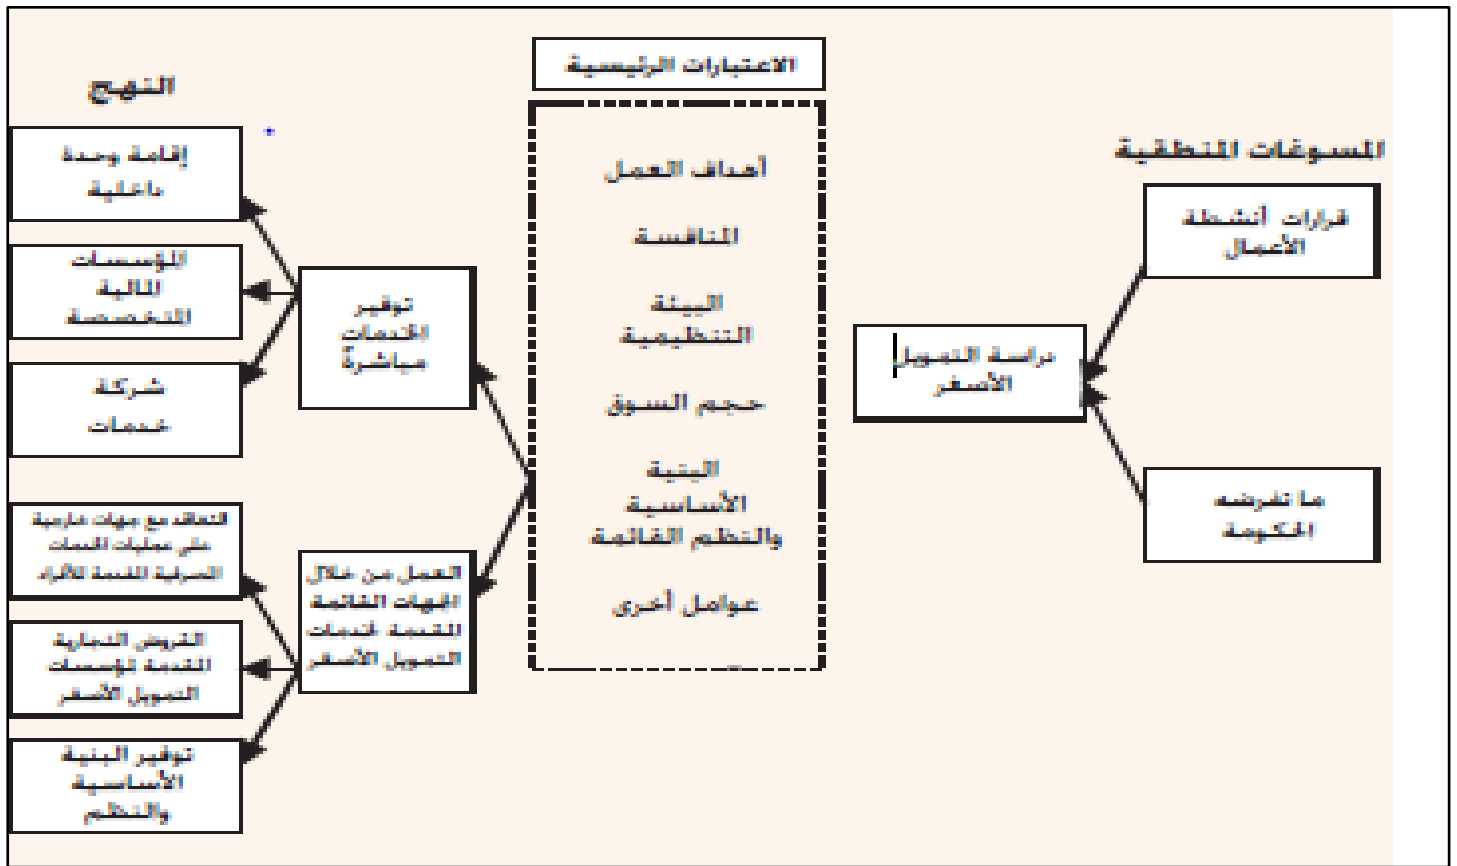 المسوغات المنطقية
قرارات أنشطة
الأعمال
ما تفرضه
الحكومة
دراسة التمويل
الأصغر
الاعتبارات الرئيسية
أهداف العمل
المنافسة
البيئة
التنظيمية
حجم السوق
البنية
الأساسية
والنظم القائمة
عوامل أخرى
توفير
الخدمات
مباشرةً
العمل من خلال
الجهات القائمة
المقدمة لخدمات
التمويل الأصغر
النهج
إقامة وحدة
داخلية
المؤسسات
المالية
المتخصصة
شركة
خدمات
التعاقد مع جهات خارجية
على عمليات الخدمات
المصرفية المقدمة للأفراد
القروض التجارية
المقدمة لمؤسسات
التمويل الأصغر
توفير البنية
الأساسية
والنظم